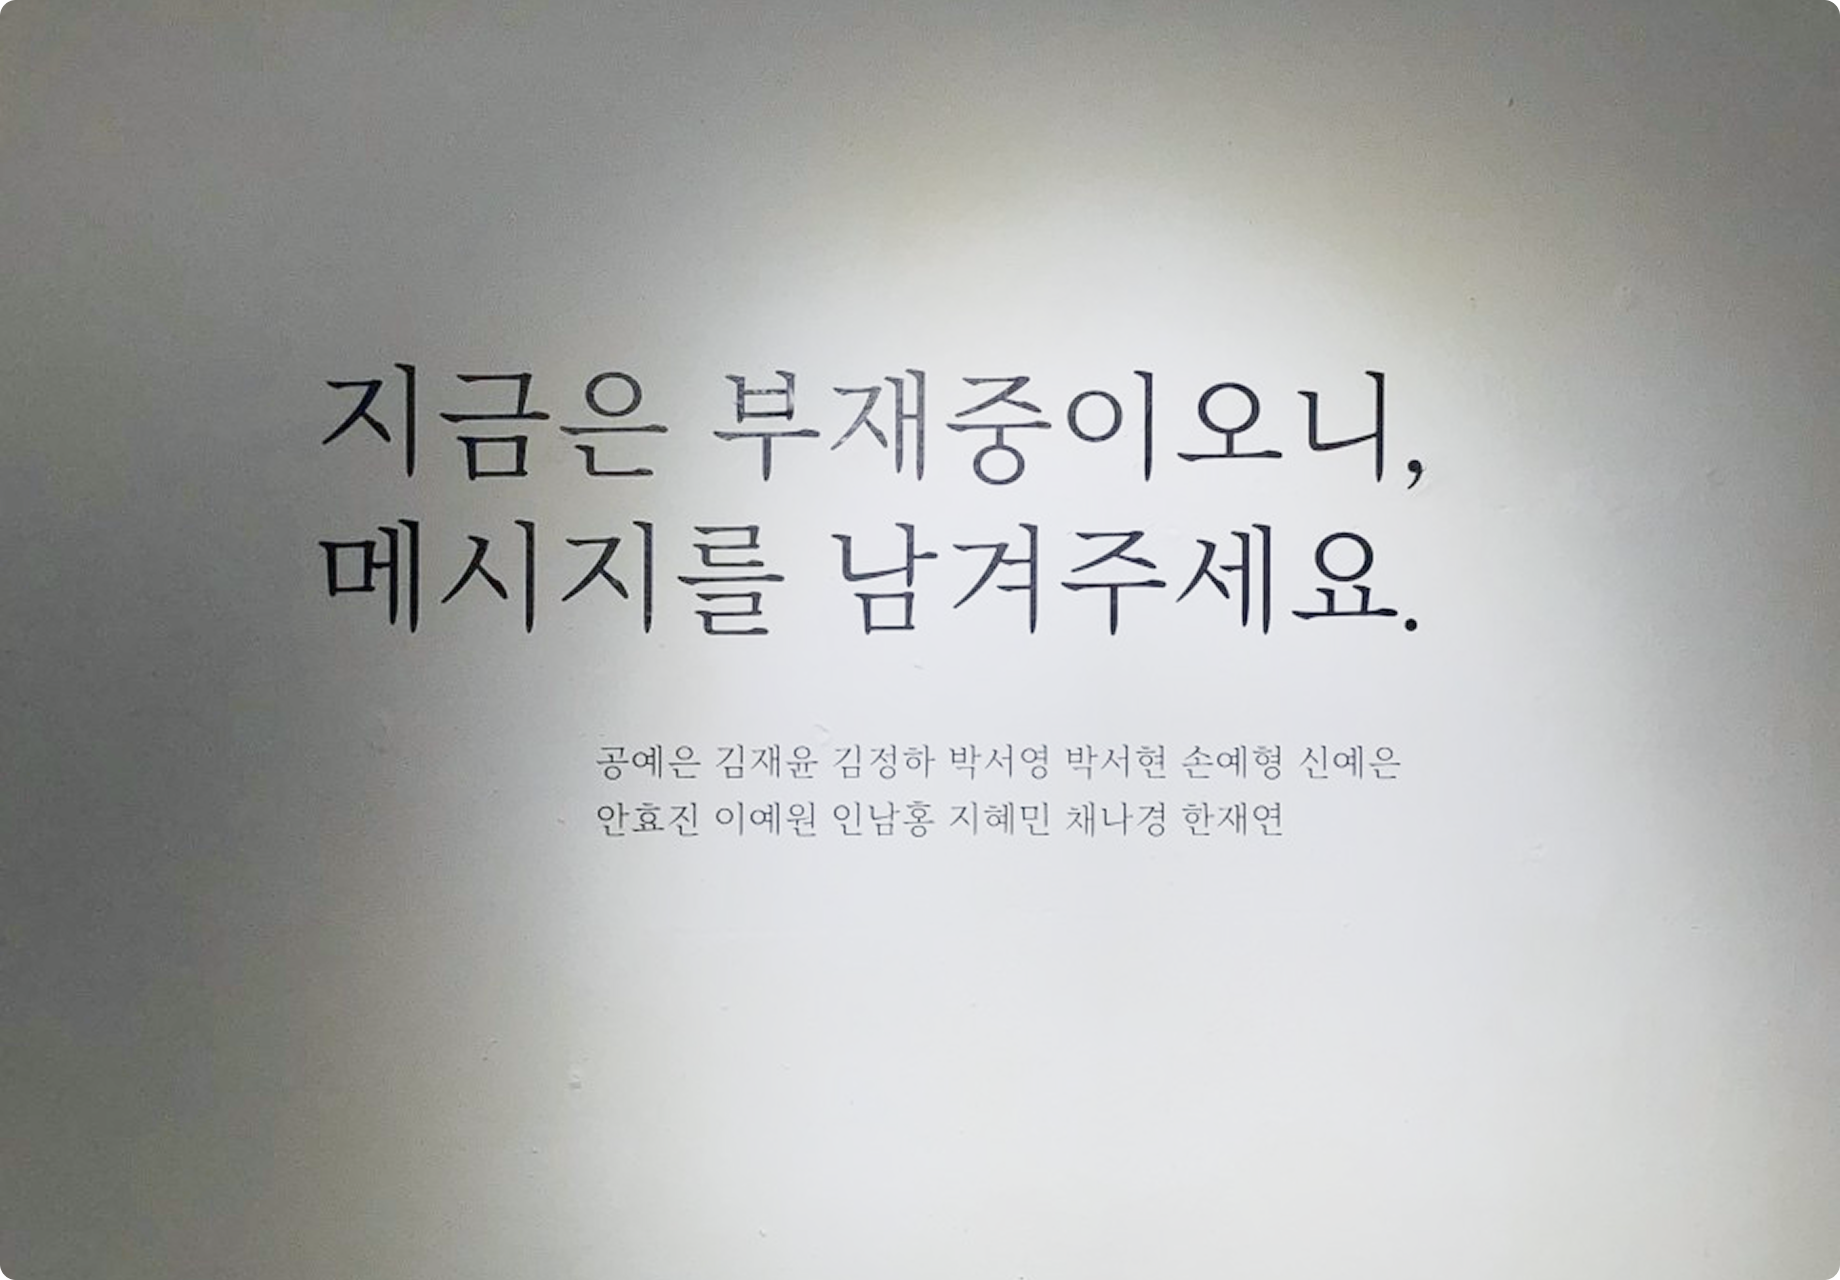 지금은 부재중이오니,
메시지를 남겨주세요.
공예은 김재윤 김정하 박서영 박서현 손예형 신예은
안효진 이예원 인남홍 지혜민 채나경 한재연